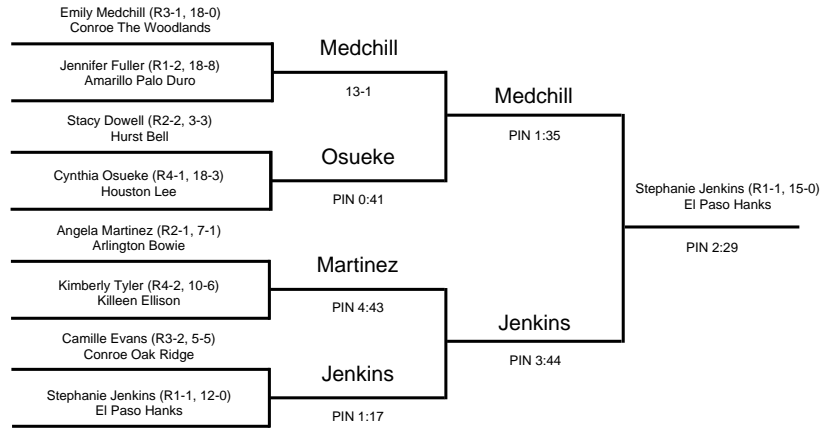 Emily Medchill (R3-1, 18-0)
Conroe The Woodlands
Jennifer Fuller (R1-2, 18-8)
Amarillo Palo Duro
Stacy Dowell (R2-2, 3-3)
Hurst Bell
Cynthia Osueke (R4-1, 18-3)
Houston Lee
Angela Martinez (R2-1, 7-1)
Arlington Bowie
Kimberly Tyler (R4-2, 10-6)
Killeen Ellison
Camille Evans (R3-2, 5-5)
Conroe Oak Ridge
Stephanie Jenkins (R1-1, 12-0)
El Paso Hanks
Medchill
13-1
Osueke
PIN 0:41
Martinez
PIN 4:43
Jenkins
PIN 1:17
Medchill
PIN 1:35
Jenkins
PIN 3:44
Stephanie Jenkins (R1-1, 15-0)
El Paso Hanks
PIN 2:29